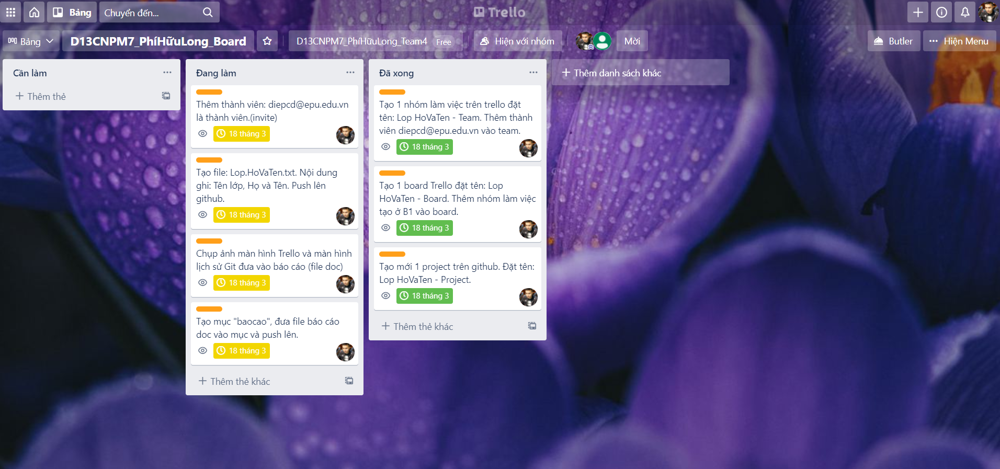 Bảng
Chuyển đến...
Trello
Bảng
D13CNPM7_PhíHữuLong_Board
D13CNPM7_PhíHữuLong_Team4 Free
Hiện với nhóm
Mời
Butler
Hiện Menu
Cần làm
Thêm thẻ
Đang làm
Thêm thành viên: diepcd@epu.edu.vn
là thành viên.(invite)
18 tháng 3
Tạo file: Lop.HoVaTen.txt. Nội dung
ghi: Tên lớp, Họ và Tên. Push lên
github.
18 tháng 3
Chụp ảnh màn hình Trello và màn hình
lịch sử Git đưa vào báo cáo (file doc)
18 tháng 3
Tạo mục "baocao", đưa file báo cáo
doc vào mục và push lên.
18 tháng 3
Thêm thẻ khác
Đã xong
Tạo 1 nhóm làm việc trên trello đặt
tên: Lop HoVaTen - Team. Thêm thành
viên diepcd@epu.edu.vn vào team.
18 tháng 3
Tạo 1 board Trello đặt tên: Lop
HoVaTen - Board. Thêm nhóm làm việc
tạo ở B1 vào board.
18 tháng 3
Tạo mới 1 project trên github. Đặt tên:
Lop HoVaTen - Project.
18 tháng 3
Thêm thẻ khác
Thêm danh sách khác